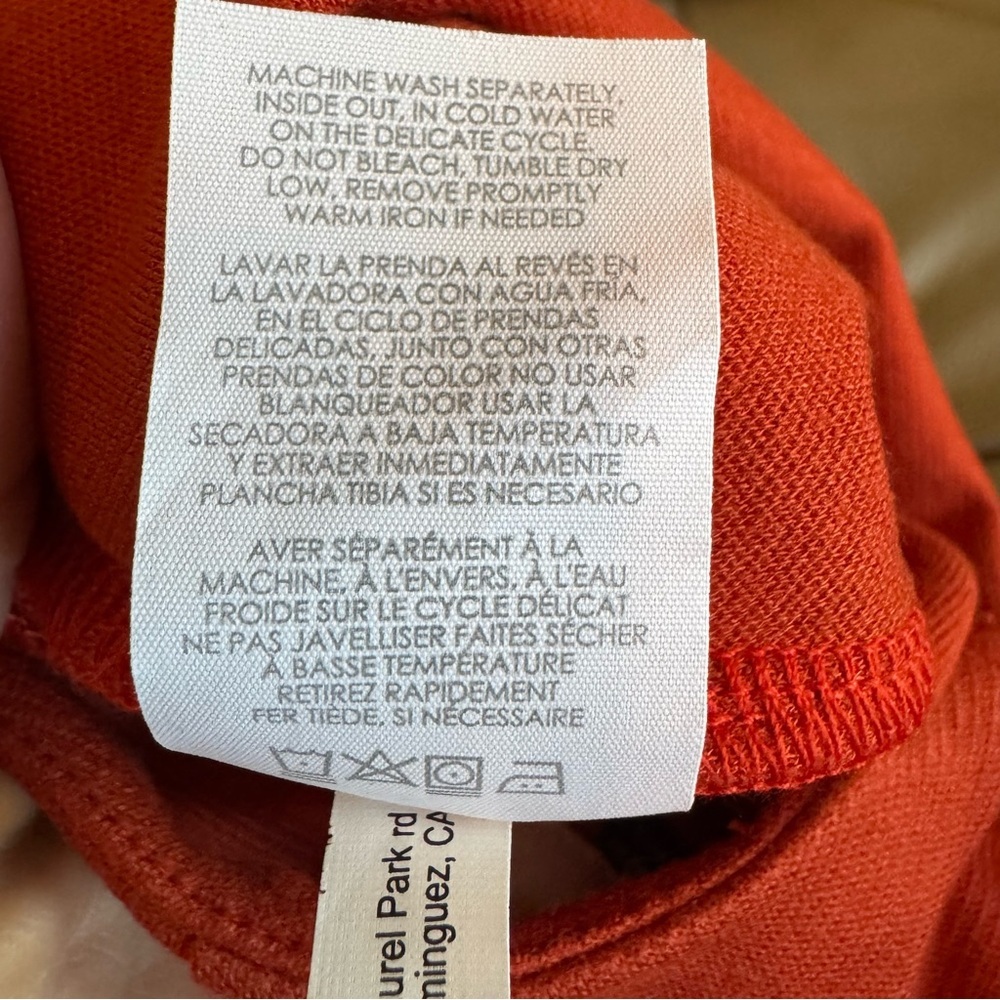 MACHINE WASH SEPARATELY,
INSIDE OUT, IN COLD WATER
ON THE DELICATE CYCLE.
DO NOT BLEACH, TUMBLE DRY
LOW, REMOVE PROMPTLY
WARM IRON IF NEEDED
LAVAR LA PRENDA AL REVÉS EN
LA LAVADORA CON AGUA FRÍA,
EN EL CICLO DE PRENDAS
DELICADAS, JUNTO CON OTRAS
PRENDAS DE COLOR NO USAR
BLANQUEADOR USAR LA
SECADORA A BAJA TEMPERATURA
Y EXTRAER INMEDIATAMENTE
PLANCHA TIBIA SI ES NECESARIO
AVER SÉPARÉMENT À LA
MACHINE, À L'ENVERS, À L'EAU
FROIDE SUR LE CYCLE DÉLICAT
NE PAS JAVELLISER FAITES SÉCHER
À BASSE TEMPÉRATURE
RETIREZ RAPIDEMENT
FER TIÈDE, SI NÉCESSAIRE
urel Park rd
minguez, CA